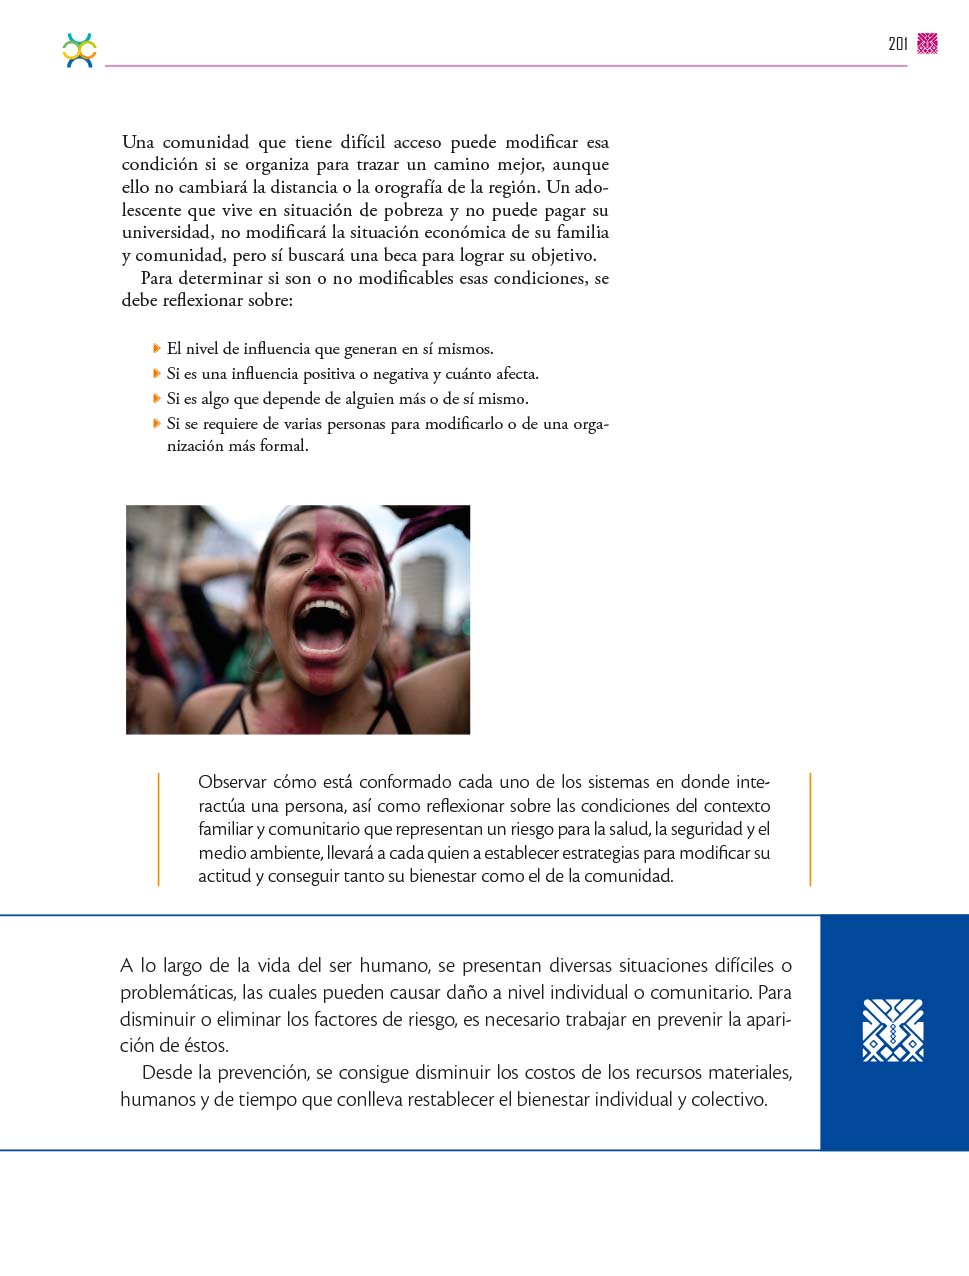 201
Una comunidad que tiene difícil acceso puede modificar esa
condición si se organiza para trazar un camino mejor, aunque
ello no cambiará la distancia o la orografía de la región. Un ado-
lescente que vive en situación de pobreza y no puede pagar su
universidad, no modificará la situación económica de su familia
y comunidad, pero sí buscará una beca para lograr su objetivo.
Para determinar si son o no modificables esas condiciones, se
debe reflexionar sobre:
El nivel de influencia que generan en sí mismos.
Si es una influencia positiva o negativa y cuánto afecta.
Si es algo que depende de alguien más o de sí mismo.
Si se requiere de varias personas para modificarlo o de una orga-
nización más formal.
Observar cómo está conformado cada uno de los sistemas en donde inte-
ractúa una persona, así como reflexionar sobre las condiciones del contexto
familiar y comunitario que representan un riesgo para la salud, la seguridad y el
medio ambiente, llevará a cada quien a establecer estrategias para modificar su
actitud y conseguir tanto su bienestar como el de la comunidad.
A lo largo de la vida del ser humano, se presentan diversas situaciones difíciles o
problemáticas, las cuales pueden causar daño a nivel individual o comunitario. Para
disminuir o eliminar los factores de riesgo, es necesario trabajar en prevenir la apari-
ción de éstos.
Desde la prevención, se consigue disminuir los costos de los recursos materiales,
humanos y de tiempo que conlleva restablecer el bienestar individual y colectivo.